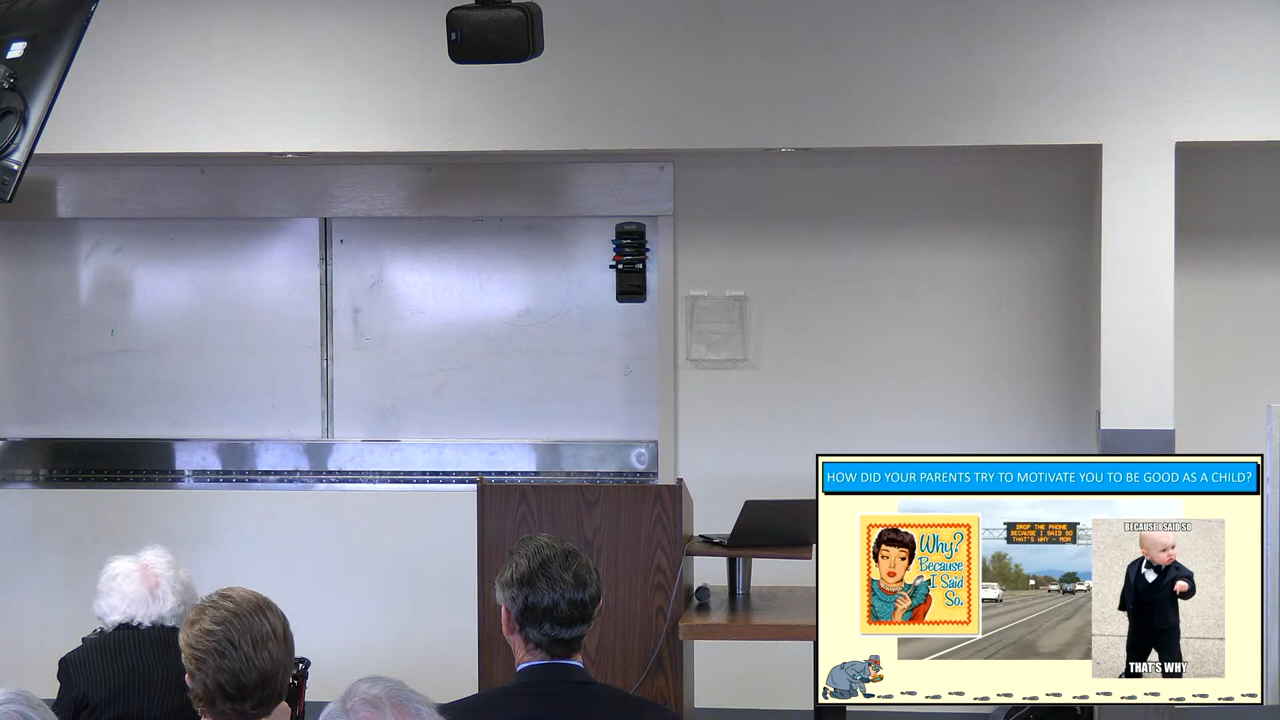 HOW DID YOUR PARENTS TRY TO MOTIVATE YOU TO BE GOOD AS A CHILD?
Why?
Because
I Said
So.
DROP THE PHONE
BECAUSE I SAID SO
THAT'S WHY - MOM
BECAUSE I SAID SO
THAT'S WHY